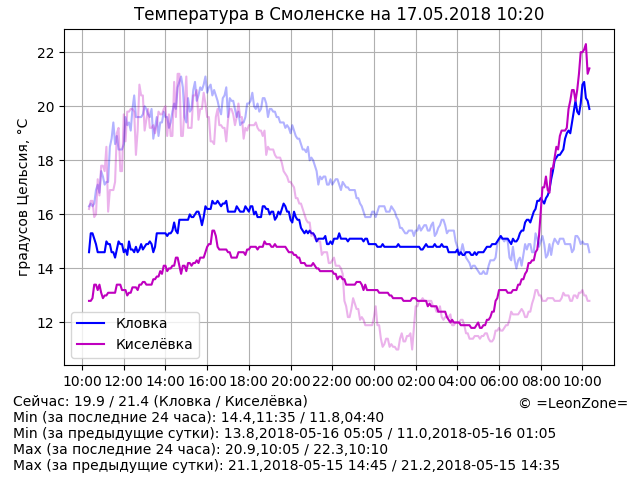 Температура в Смоленске на 17.05.2018 10:20
градусов Цельсия, °C
22
20
18
16
14
12
Кловка
Киселёвка
10:00 12:00 14:00 16:00 18:00 20:00 22:00 00:00 02:00 04:00 06:00 08:00 10:00
Сейчас: 19.9 / 21.4 (Кловка / Киселёвка)
© =LeonZone=
Min (за последние 24 часа): 14.4,11:35 / 11.8,04:40
Min (за предыдущие сутки): 13.8,2018-05-16 05:05 / 11.0,2018-05-16 01:05
Max (за последние 24 часа): 20.9,10:05 / 22.3,10:10
Max (за предыдущие сутки): 21.1,2018-05-15 14:45 / 21.2,2018-05-15 14:35